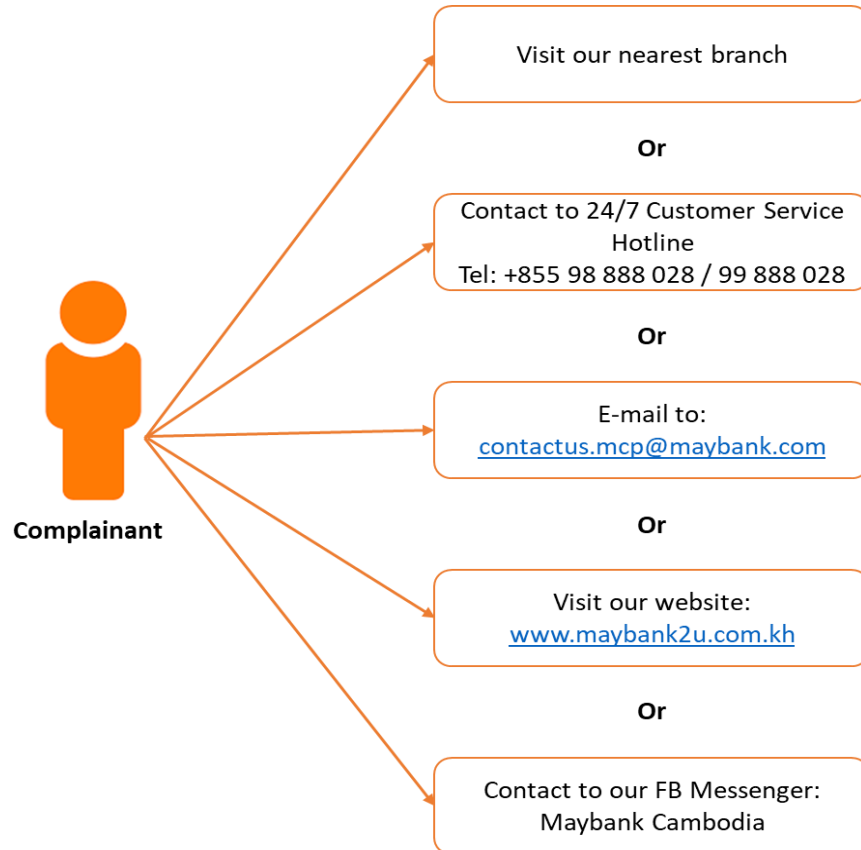 Visit our nearest branch
Or
Contact to 24/7 Customer Service
Hotline
Tel: +855 98 888 028 / 99 888 028
Or
E-mail to:
contactus.mcp@maybank.com
Complainant
Or
Visit our website:
www.maybank2u.com.kh
Or
Contact to our FB Messenger:
Maybank Cambodia